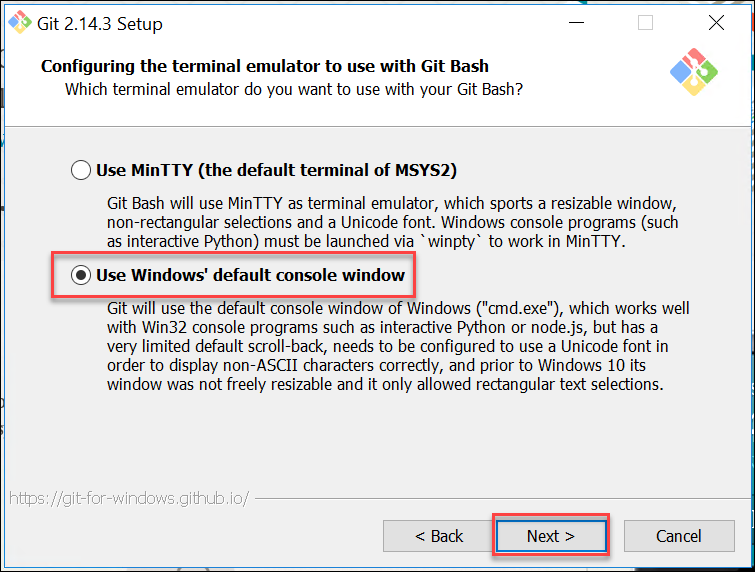 Git 2.14.3 Setup
Configuring the terminal emulator to use with Git Bash
Which terminal emulator do you want to use with your Git Bash?
Use MinTTY (the default terminal of MSYS2)
Git Bash will use MinTTY as terminal emulator, which sports a resizable window,
non-rectangular selections and a Unicode font. Windows console programs (such
as interactive Python) must be launched via `winpty` to work in MinTTY.
Use Windows' default console window
Git will use the default console window of Windows ("cmd.exe"), which works well
with Win32 console programs such as interactive Python or node.js, but has a
very limited default scroll-back, needs to be configured to use a Unicode font in
order to display non-ASCII characters correctly, and prior to Windows 10 its
window was not freely resizable and it only allowed rectangular text selections.
https://git-for-windows.github.io/
< Back
Next >
Cancel